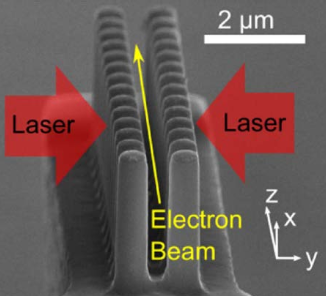 2 μm
Laser
Laser
Electron
Beam
z
x
y